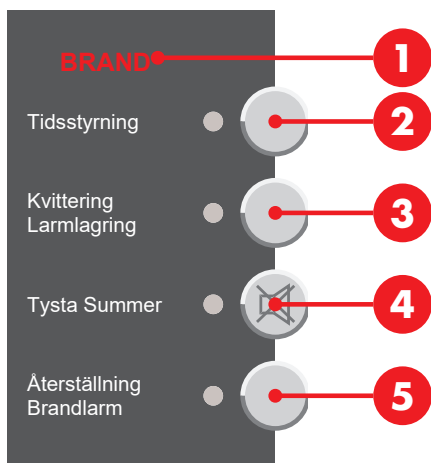 BRAND
1
Tidsstyrning
2
Kvittering
Larmlagring
3
Tysta Summer
4
Återställning
Brandlarm
5